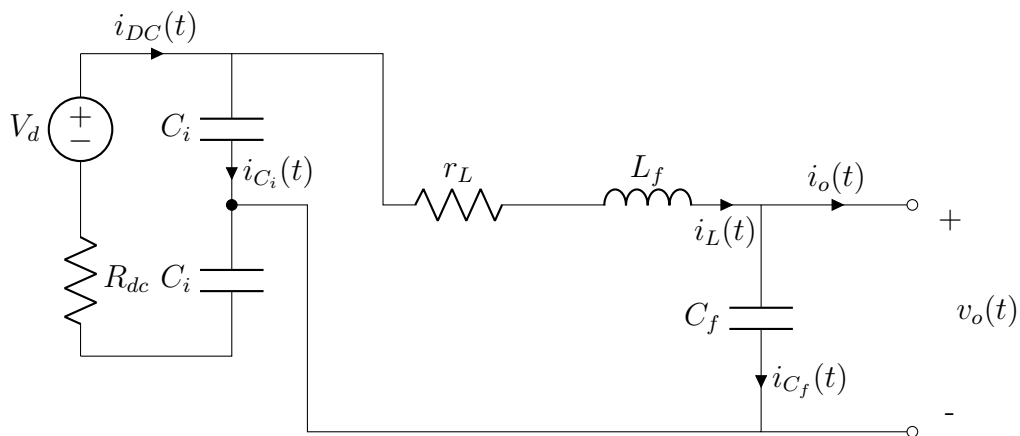 i_{DC}(t)
V_d
+
−
C_i
i_{C_i}(t)
r_L
L_f
i_o(t)
i_L(t)
+
R_{dc}
C_i
C_f
v_o(t)
i_{C_f}(t)
-